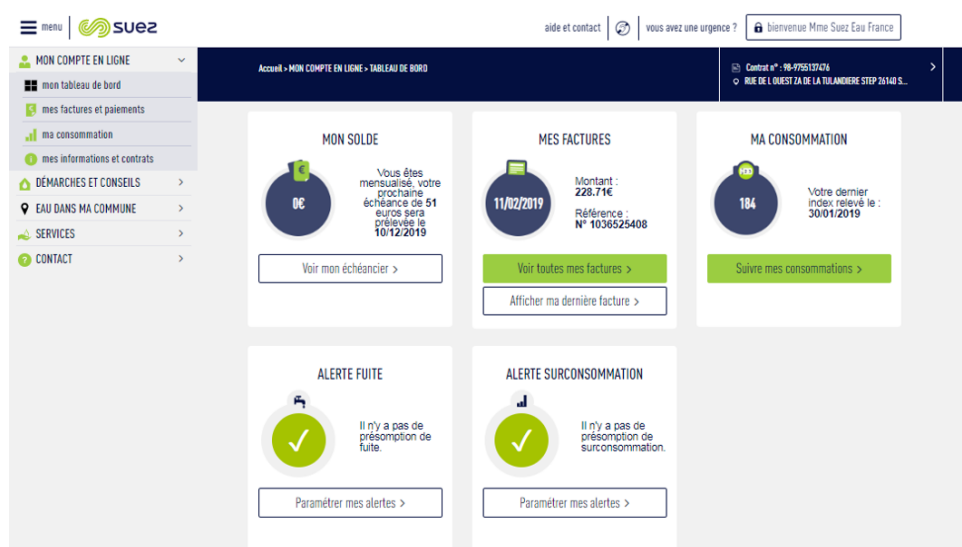 menu
suez
aide et contact
vous avez une urgence ?
bienvenue Mme Suez Eau France
MON COMPTE EN LIGNE
mon tableau de bord
mes factures et paiements
ma consommation
mes informations et contrats
DÉMARCHES ET CONSEILS
EAU DANS MA COMMUNE
SERVICES
CONTACT
Accueil > MON COMPTE EN LIGNE > TABLEAU DE BORD
Contrat n° : 98-9755137476
RUE DE L OUEST ZA DE LA TULANDIERE STEP 26140 S...
MON SOLDE
0€
Vous êtes
mensualisé, votre
prochaine
échéance de 51
euros sera
prélevée le
10/12/2019
Voir mon échéancier >
MES FACTURES
11/02/2019
Montant :
228.71€
Référence :
N° 1036525408
Voir toutes mes factures >
Afficher ma dernière facture >
MA CONSOMMATION
184
Votre dernier
index relevé le :
30/01/2019
Suivre mes consommations >
ALERTE FUITE
Il n'y a pas de
présomption de
fuite.
Paramétrer mes alertes >
ALERTE SURCONSOMMATION
Il n'y a pas de
présomption de
surconsommation.
Paramétrer mes alertes >